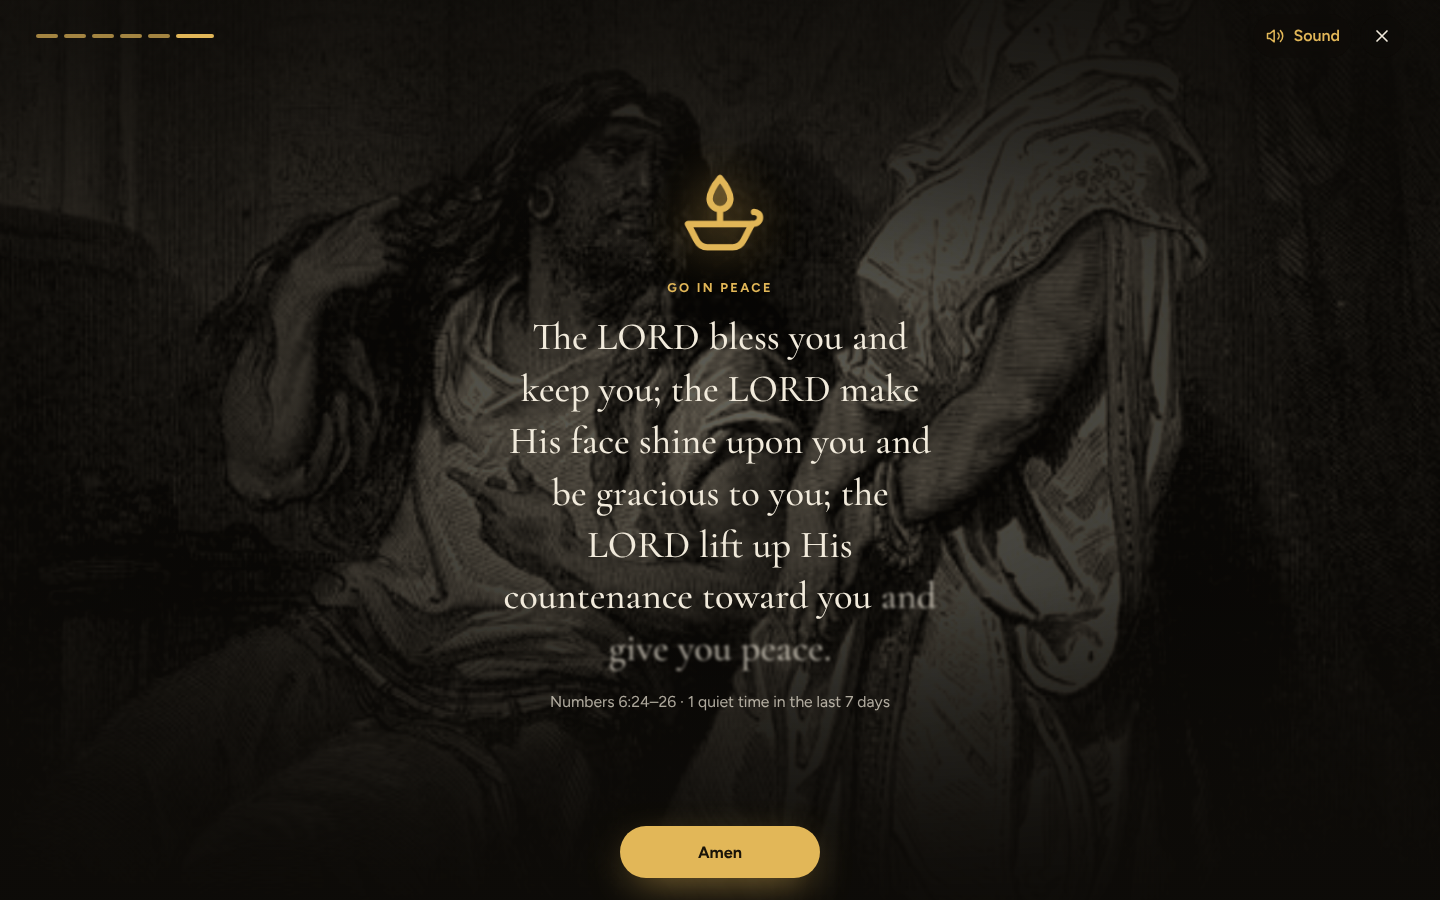 Sound
GO IN PEACE
The LORD bless you and
keep you; the LORD make
His face shine upon you and
be gracious to you; the
LORD lift up His
countenance toward you and
give you peace.
Numbers 6:24–26 · 1 quiet time in the last 7 days
Amen